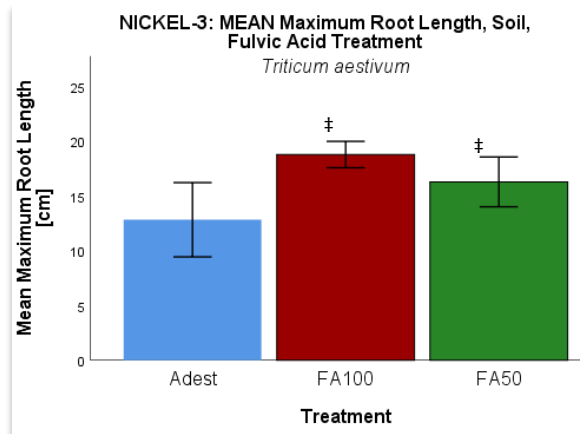 NICKEL-3: MEAN Maximum Root Length, Soil,
Fulvic Acid Treatment
Triticum aestivum
Mean Maximum Root Length
[cm]
25
20
15
10
5
0
‡
‡
Adest
FA100
FA50
Treatment